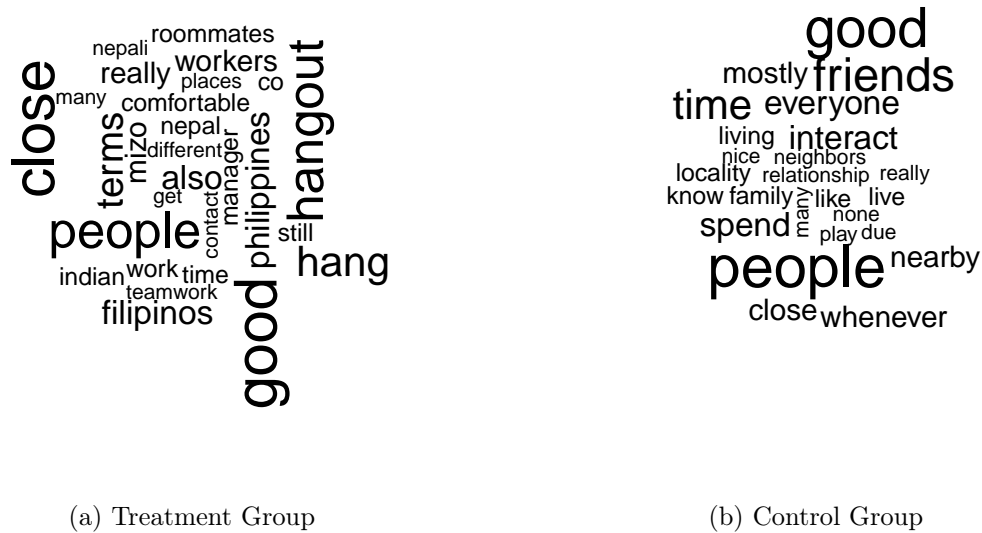 roommates
nepali
workers
really
places
co
many
comfortable
close
hangout
terms
mizo
nepal
different
manager
philippines
also
get
contact
people
still
hang
indian
work
time
teamwork
filipinos
good
(a) Treatment Group
good
mostly
friends
time
everyone
living
interact
nice
neighbors
locality
relationship
really
know
family
many
like
live
none
spend
play
due
people
nearby
close
whenever
(b) Control Group